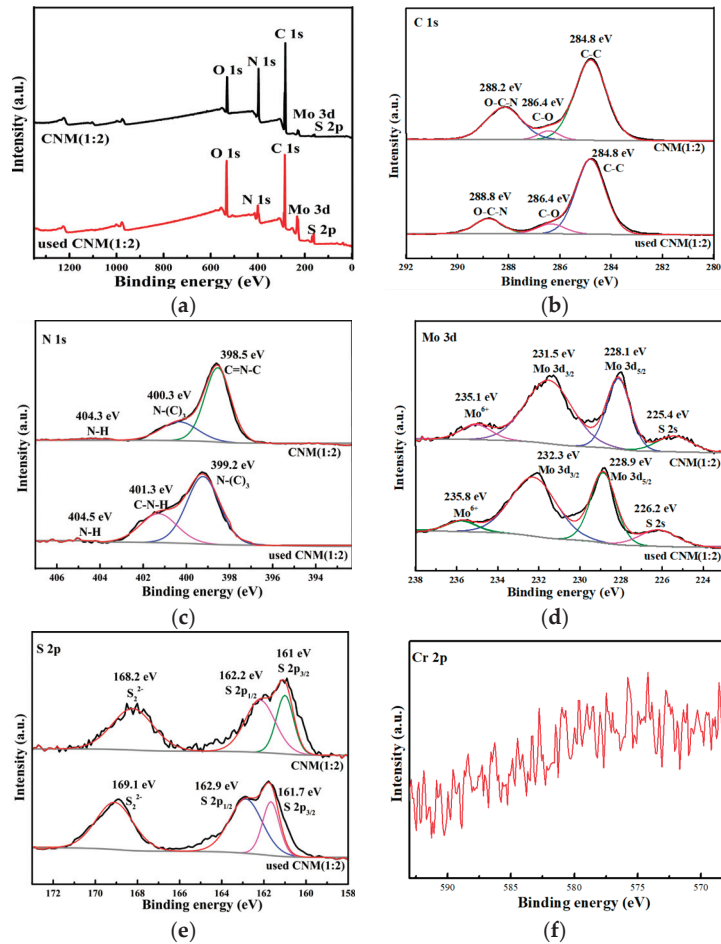 Intensity (a.u.)
C 1s
N 1s
O 1s
Mo 3d
S 2p
CNM(1:2)
C 1s
O 1s
N 1s
Mo 3d
S 2p
used CNM(1:2)
1200 1000 800 600 400 200 0
Binding energy (eV)
(a)
Intensity (a.u.)
C 1s
284.8 eV
C-C
288.2 eV
O-C-N
286.4 eV
C-O
CNM(1:2)
284.8 eV
C-C
288.8 eV
O-C-N
286.4 eV
C-O
used CNM(1:2)
292 290 288 286 284 282 280
Binding energy (eV)
(b)
Intensity (a.u.)
N 1s
398.5 eV
C=N-C
400.3 eV
N-(C)3
404.3 eV
N-H
CNM(1:2)
399.2 eV
N-(C)3
401.3 eV
C-N-H
404.5 eV
N-H
used CNM(1:2)
406 404 402 400 398 396 394
Binding energy (eV)
(c)
Intensity (a.u.)
Mo 3d
231.5 eV
Mo 3d3/2
228.1 eV
Mo 3d5/2
235.1 eV
Mo6+
225.4 eV
S 2s
CNM(1:2)
232.3 eV
Mo 3d3/2
228.9 eV
Mo 3d5/2
235.8 eV
Mo6+
226.2 eV
S 2s
used CNM(1:2)
238 236 234 232 230 228 226 224
Binding energy (eV)
(d)
Intensity (a.u.)
S 2p
161 eV
S 2p3/2
162.2 eV
S 2p1/2
168.2 eV
S2 2-
CNM(1:2)
162.9 eV
S 2p1/2
161.7 eV
S 2p3/2
169.1 eV
S2 2-
used CNM(1:2)
172 170 168 166 164 162 160 158
Binding energy (eV)
(e)
Intensity (a.u.)
Cr 2p
590 585 580 575 570
Binding energy (eV)
(f)